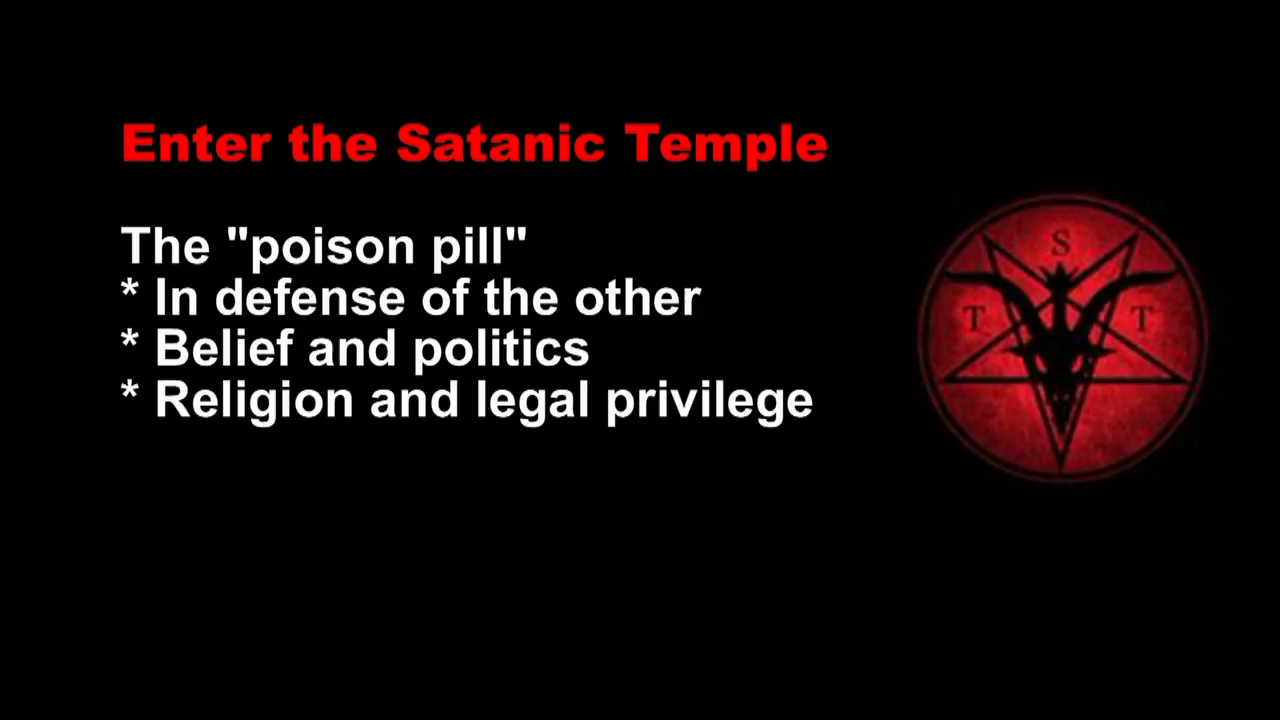 Enter the Satanic Temple
The "poison pill"
* In defense of the other
* Belief and politics
* Religion and legal privilege
S
T T